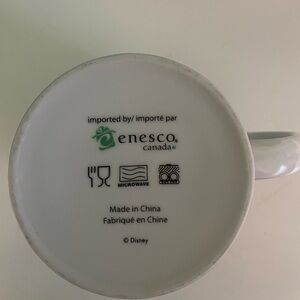 imported by/ importé par
enesco.
canada
MICROWAVE
Made in China
Fabriqué en Chine
© Disney